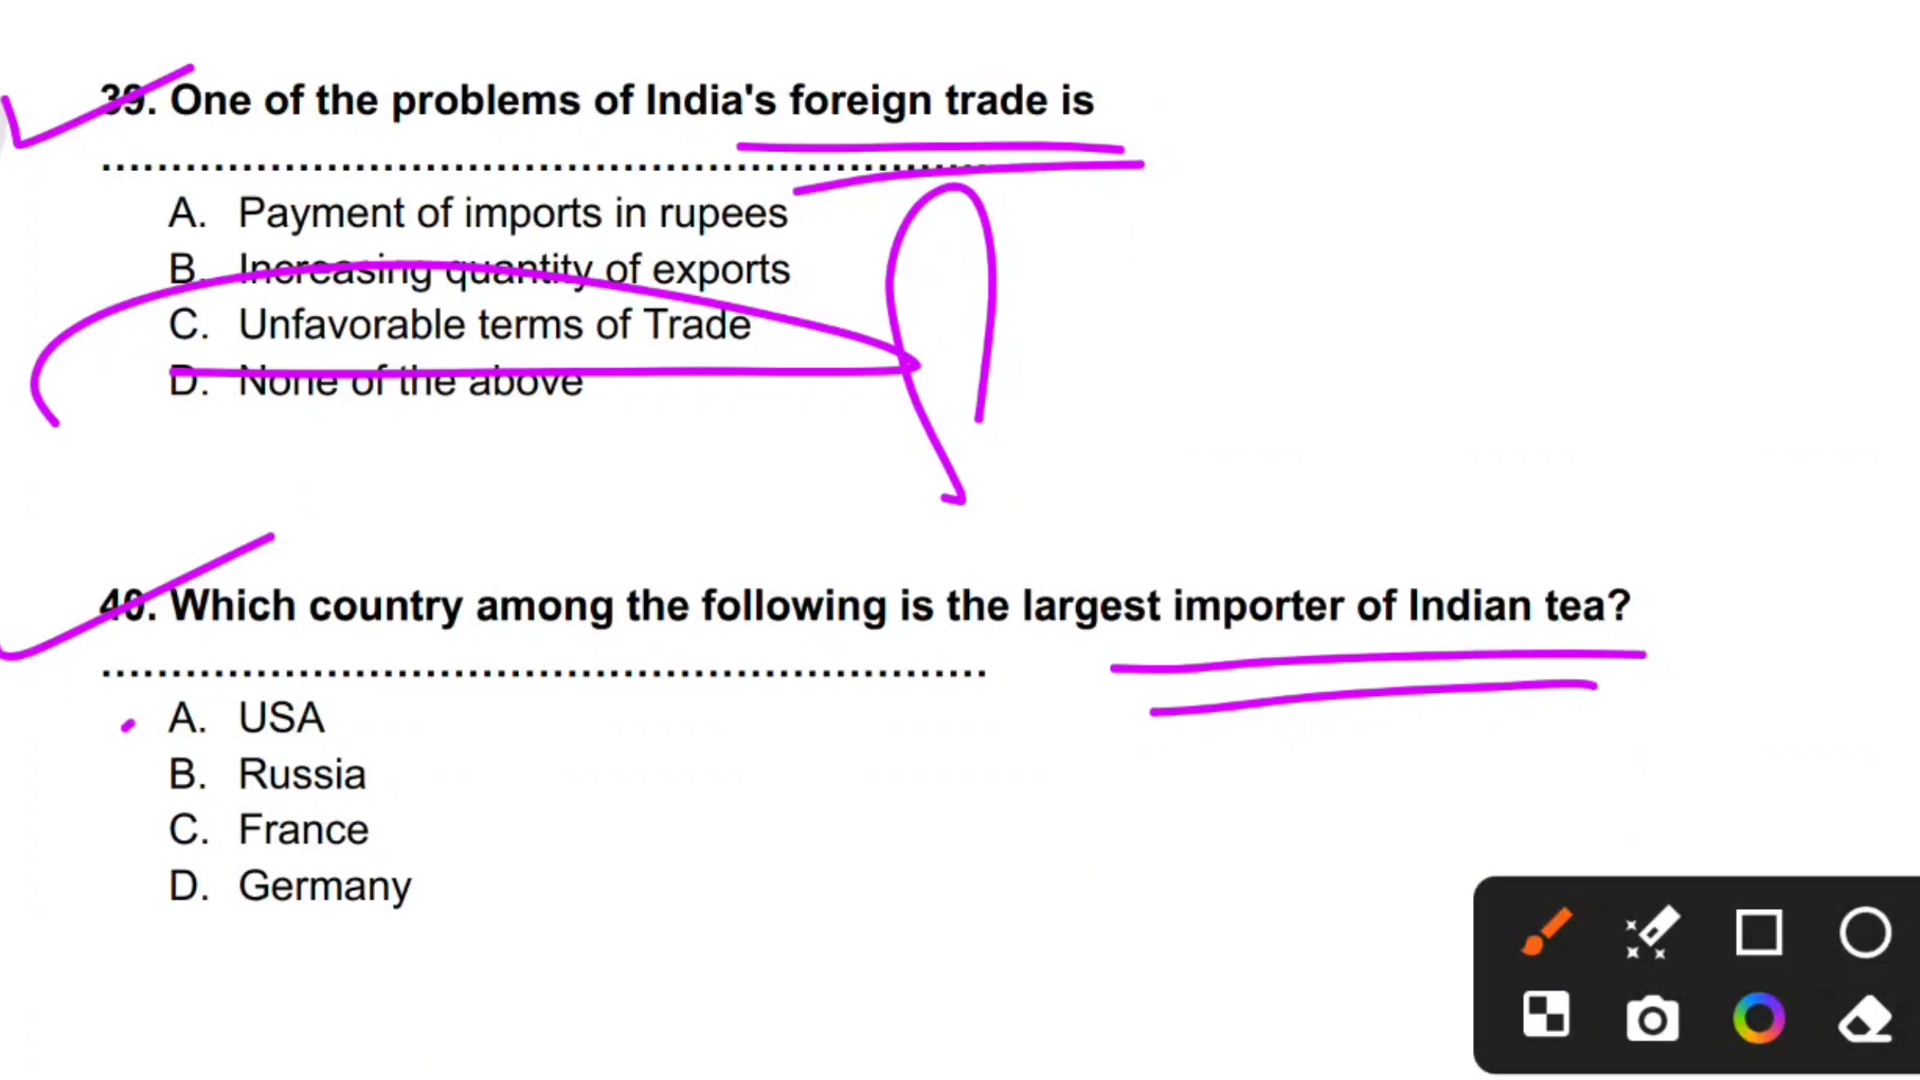 39. One of the problems of India's foreign trade is
...............................................................
A. Payment of imports in rupees
B. Increasing quantity of exports
C. Unfavorable terms of Trade
D. None of the above
40. Which country among the following is the largest importer of Indian tea?
...............................................................
A. USA
B. Russia
C. France
D. Germany